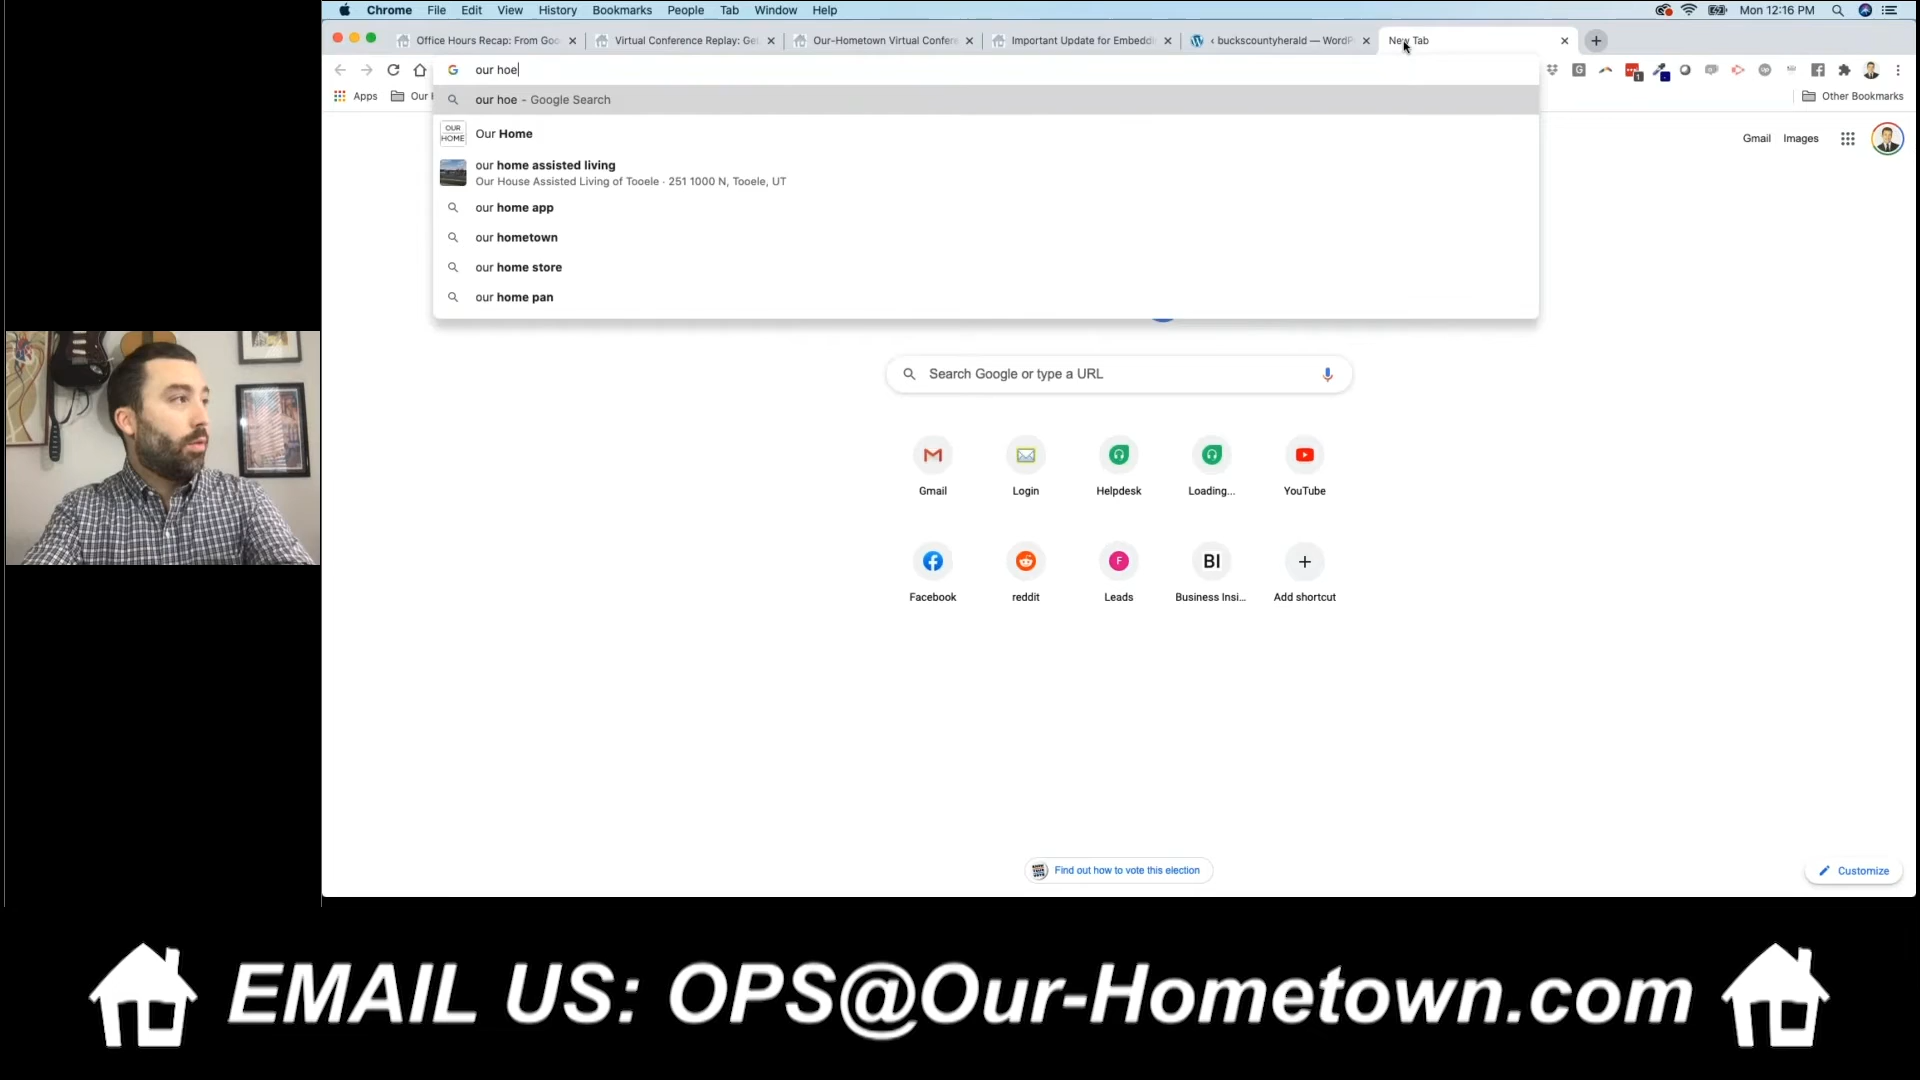 Chrome File Edit View History Bookmarks People Tab Window Help Mon 12:16 PM
Office Hours Recap: From Goo Virtual Conference Replay: Ge Our-Hometown Virtual Confere Important Update for Embeddi ‹ buckscountyherald — WordP New Tab
our hoe
Apps Our Other Bookmarks
our hoe - Google Search
OUR HOME Our Home
Gmail Images
our home assisted living
Our House Assisted Living of Tooele · 251 1000 N, Tooele, UT
our home app
our hometown
our home store
our home pan
Search Google or type a URL
Gmail Login Helpdesk Loading... YouTube
BI
Facebook reddit Leads Business Insi... Add shortcut
Find out how to vote this election
Customize
EMAIL US: OPS@Our-Hometown.com